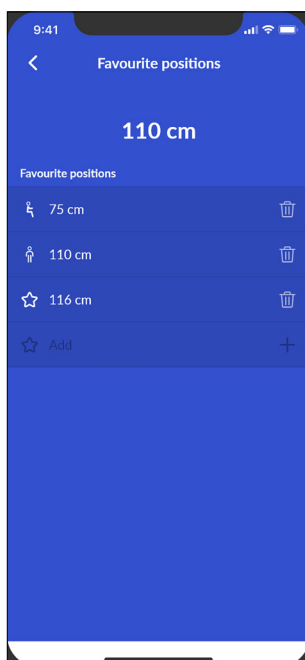 9:41
Favourite positions
110 cm
Favourite positions
75 cm
110 cm
116 cm
Add